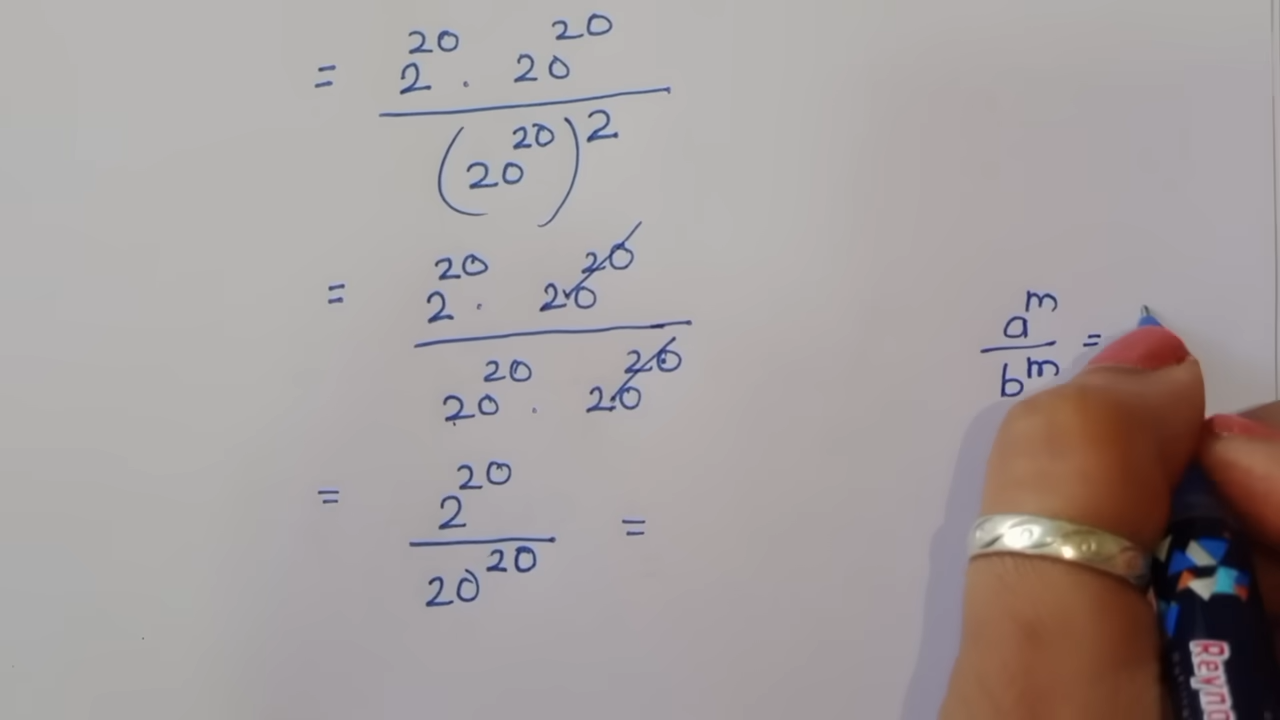 = 2^20 . 20^20 / (20^20)^2
= 2^20 . 20^20 / 20^20 . 20^20
a^m / b^m =
= 2^20 / 20^20 =
Reyno